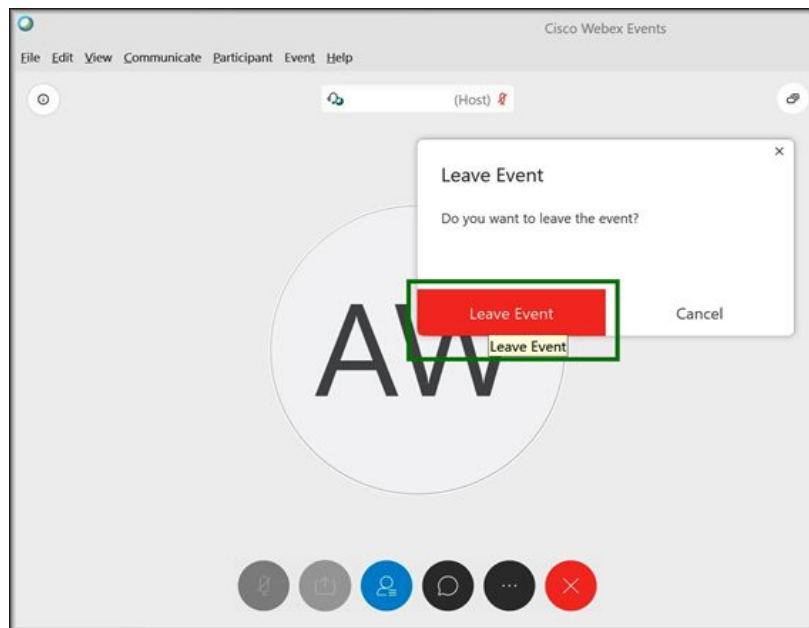 Cisco Webex Events
File Edit View Communicate Participant Event Help
(Host)
Leave Event
Do you want to leave the event?
Leave Event Cancel
Leave Event
AW